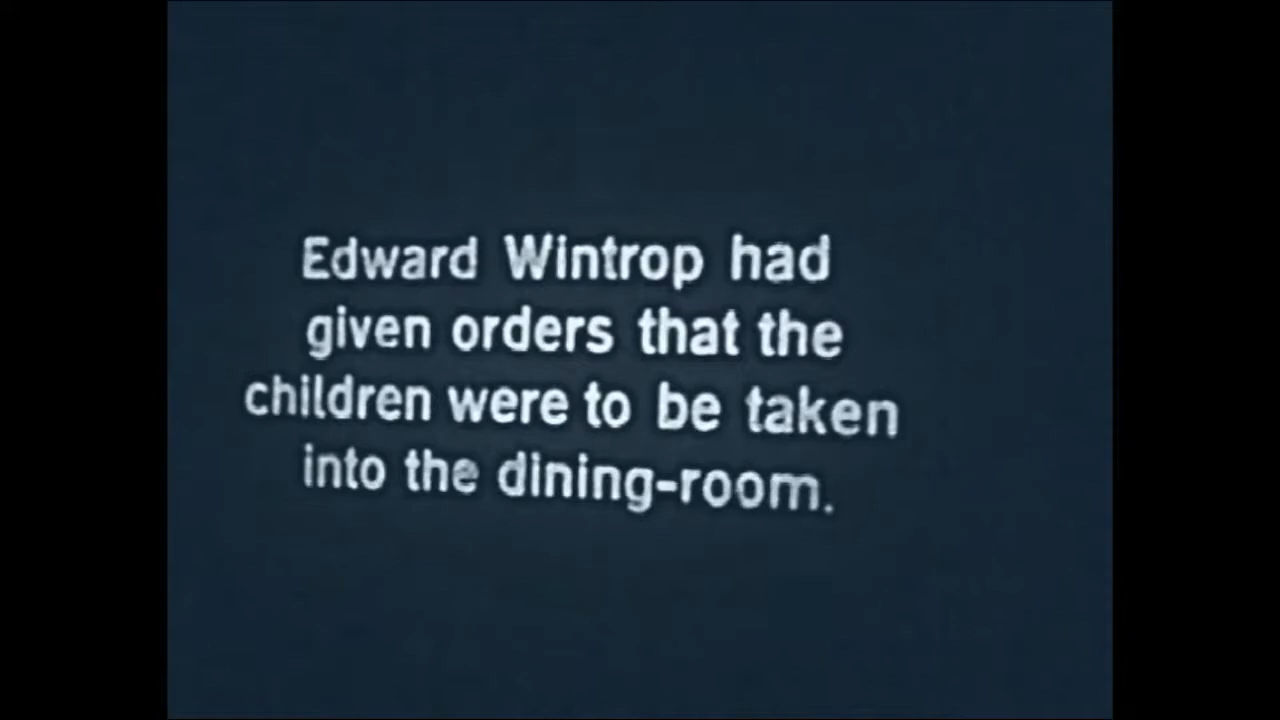 Edward Wintrop had
given orders that the
children were to be taken
into the dining-room.